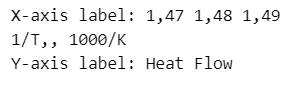 X-axis label: 1,47 1,48 1,49
1/T,, 1000/K
Y-axis label: Heat Flow